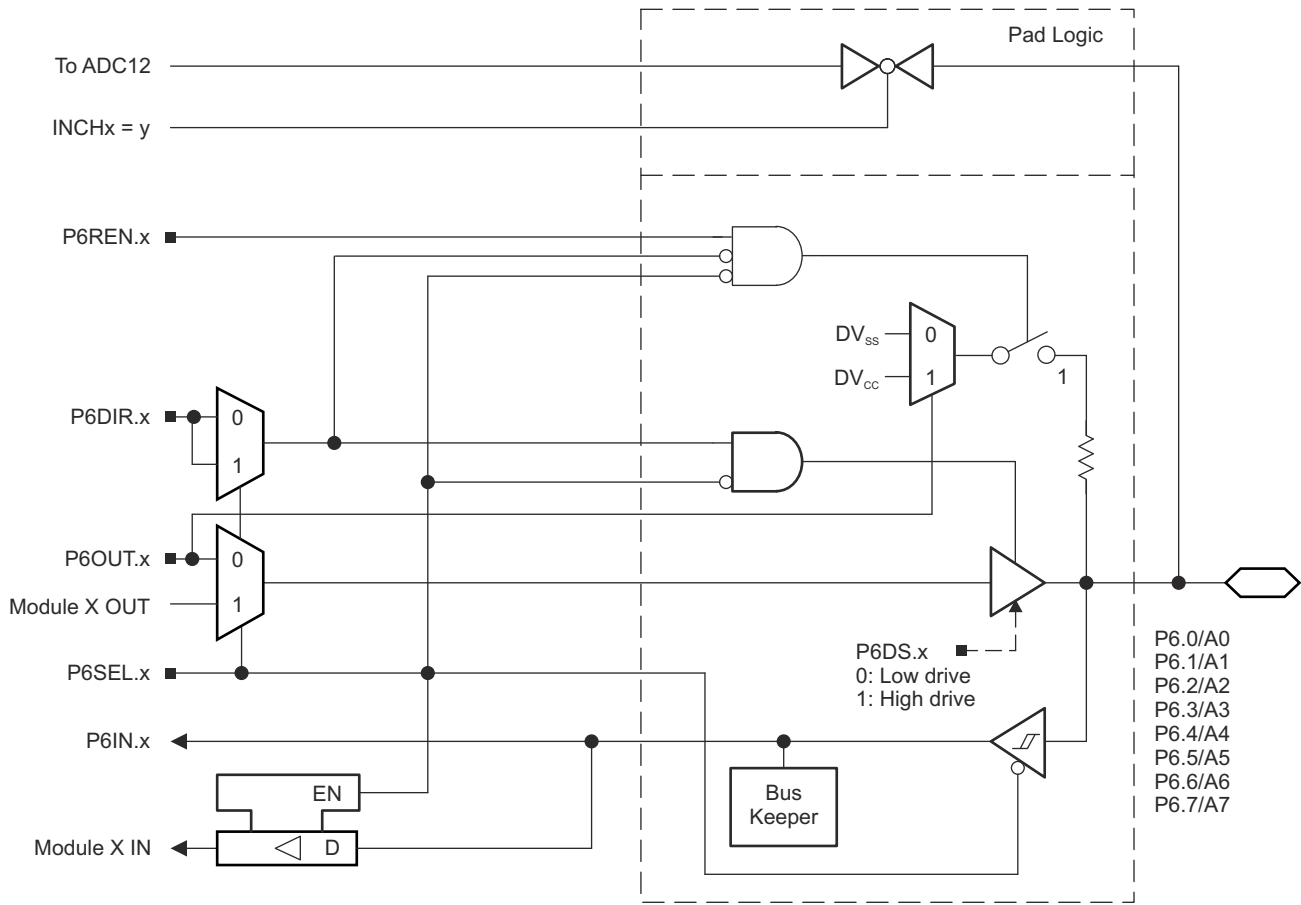 Pad Logic
To ADC12
INCHx = y
P6REN.x
DVSS
0
DVCC
1
1
P6DIR.x
0
1
P6OUT.x
0
Module X OUT
1
P6DS.x
0: Low drive
1: High drive
P6SEL.x
P6.0/A0
P6.1/A1
P6.2/A2
P6.3/A3
P6.4/A4
P6.5/A5
P6.6/A6
P6.7/A7
P6IN.x
Bus
Keeper
EN
Module X IN
D